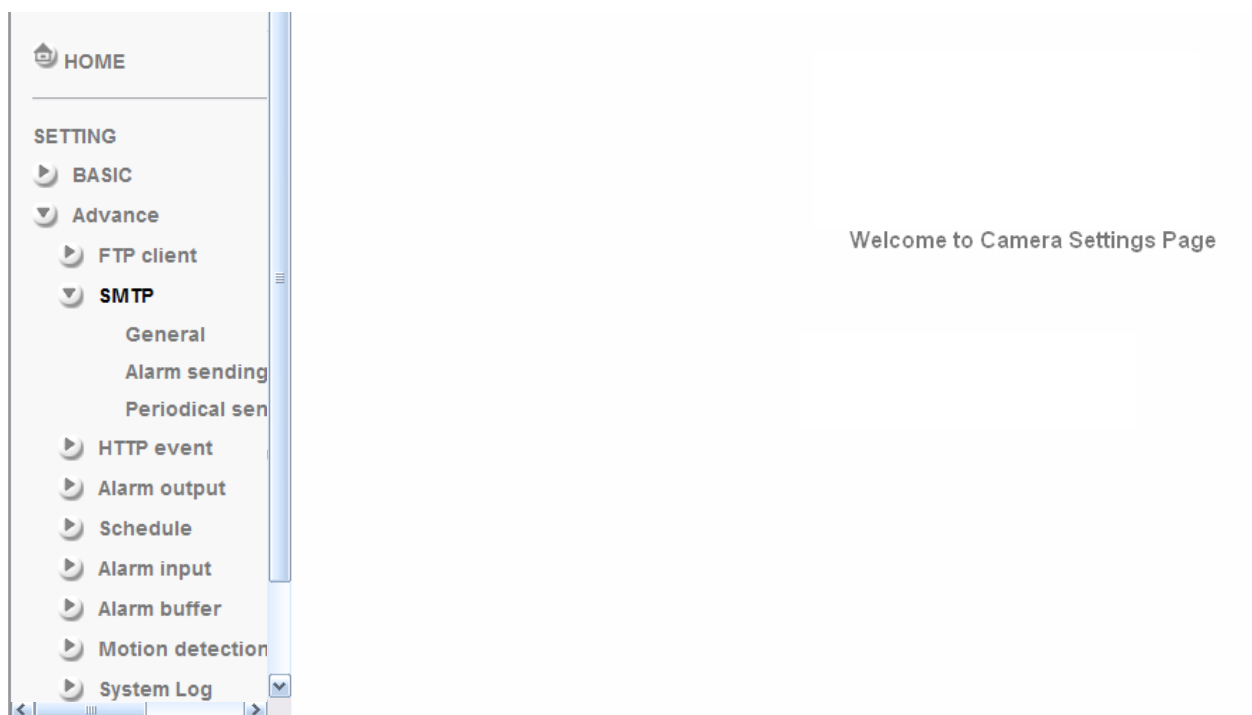 HOME
SETTING
BASIC
Advance
FTP client
SMTP
General
Alarm sending
Periodical sen
HTTP event
Alarm output
Schedule
Alarm input
Alarm buffer
Motion detection
System Log
Welcome to Camera Settings Page